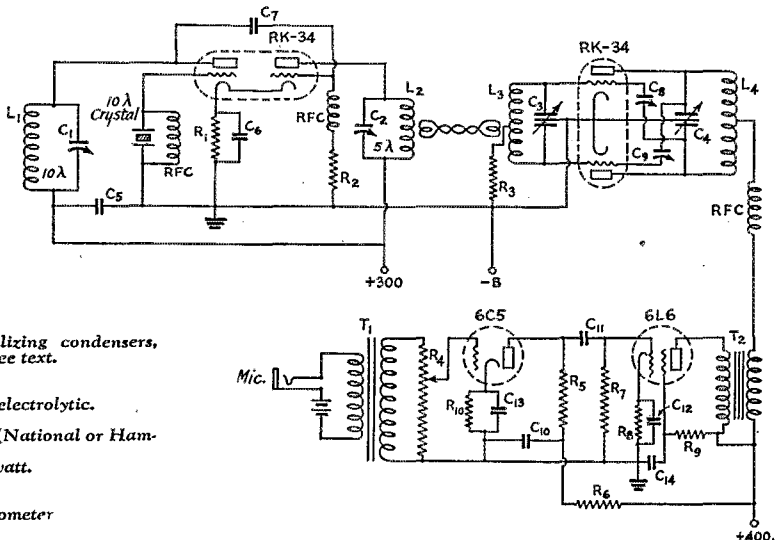 C7
RK-34
RK-34
L1
C1
10λ
10λ
Crystal
RFC
R1
C6
RFC
R2
C2
5λ
L2
L3
C3
C8
C9
C4
L4
R3
C5
RFC
+300
-B
lizing condensers,
ee text.
electrolytic.
(National or Ham-
vatt.
ometer
Mic.
T1
R4
6C5
R10
C13
C10
C11
R5
R7
6L6
R8
C12
R9
C14
T2
R6
+400.